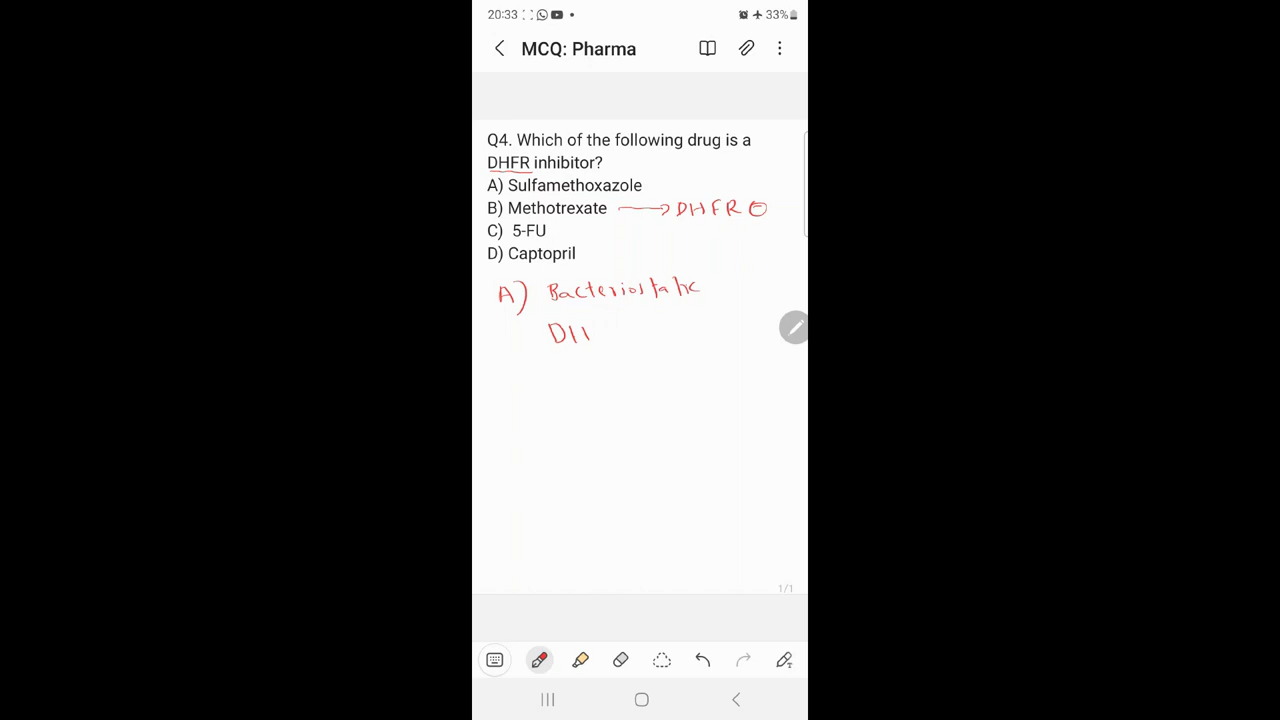 20:33 33%
MCQ: Pharma
Q4. Which of the following drug is a
DHFR inhibitor?
A) Sulfamethoxazole
B) Methotrexate → DHFR ⊖
C) 5-FU
D) Captopril
A) Bacteriostatic
DH
1/1